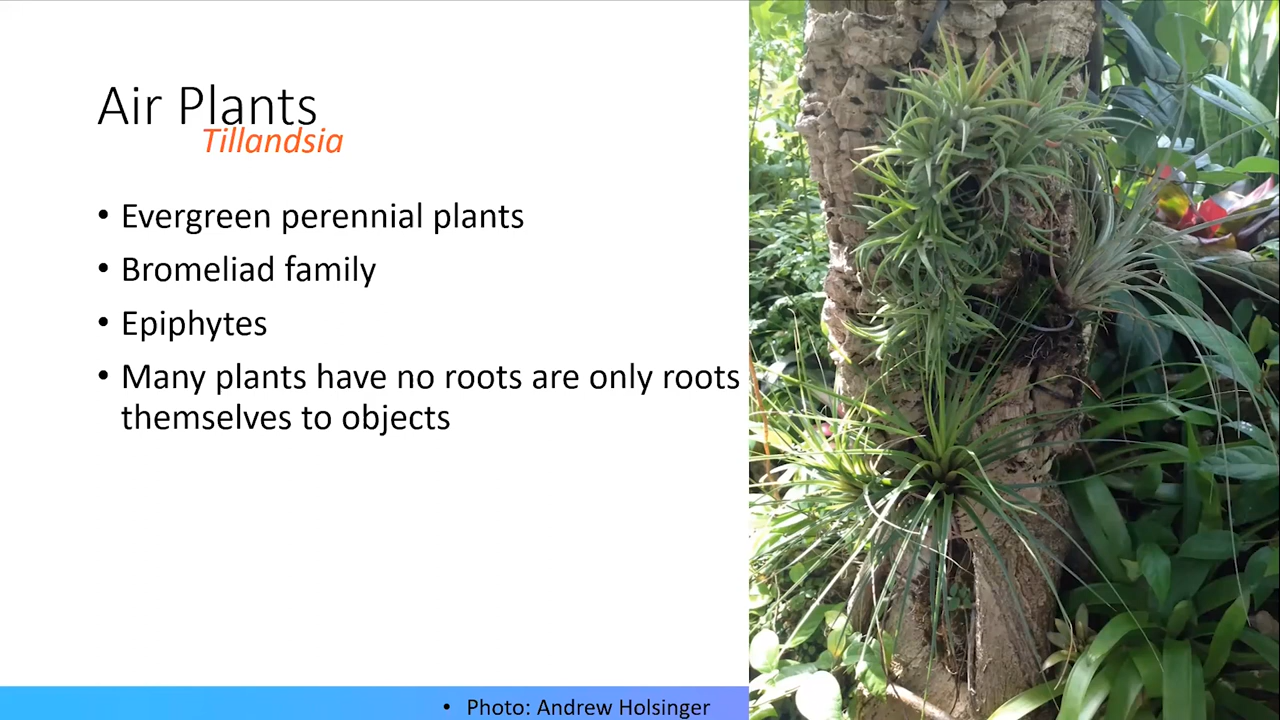 Air Plants
Tillandsia
• Evergreen perennial plants
• Bromeliad family
• Epiphytes
• Many plants have no roots are only roots
themselves to objects
• Photo: Andrew Holsinger